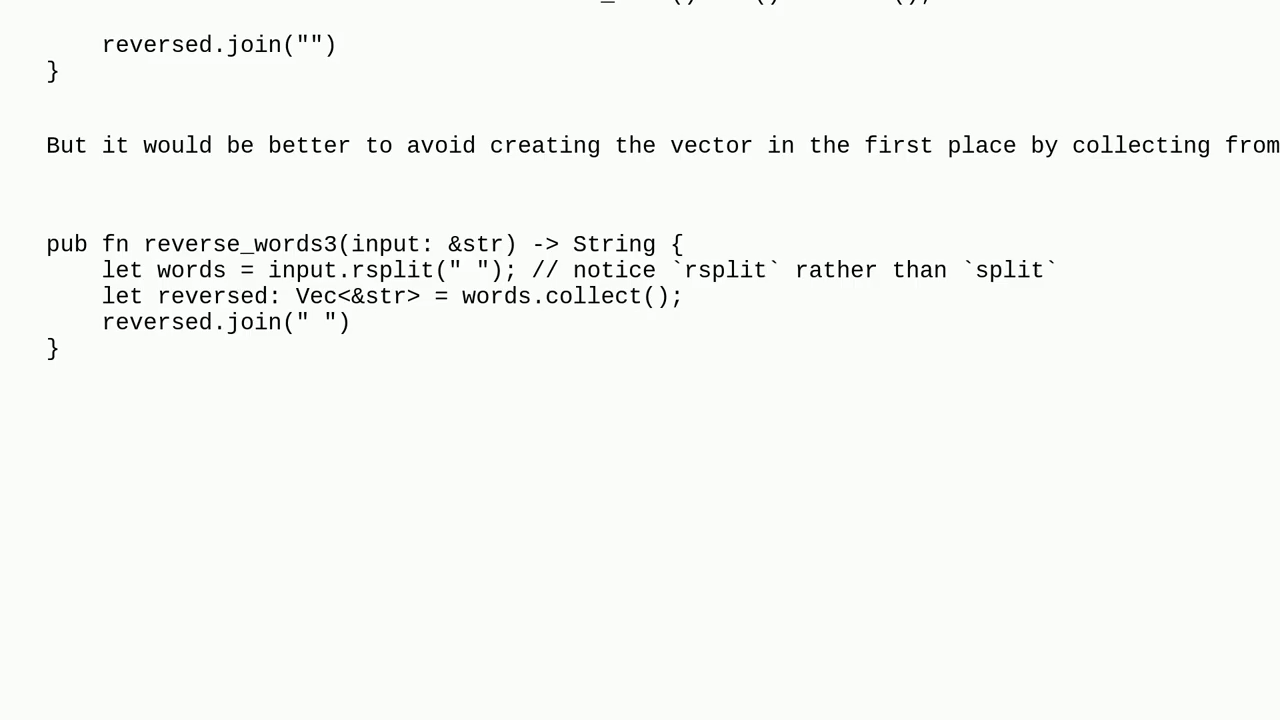 reversed.join("")
}
But it would be better to avoid creating the vector in the first place by collecting from
pub fn reverse_words3(input: &str) -> String {
let words = input.rsplit(" "); // notice `rsplit` rather than `split`
let reversed: Vec<&str> = words.collect();
reversed.join(" ")
}